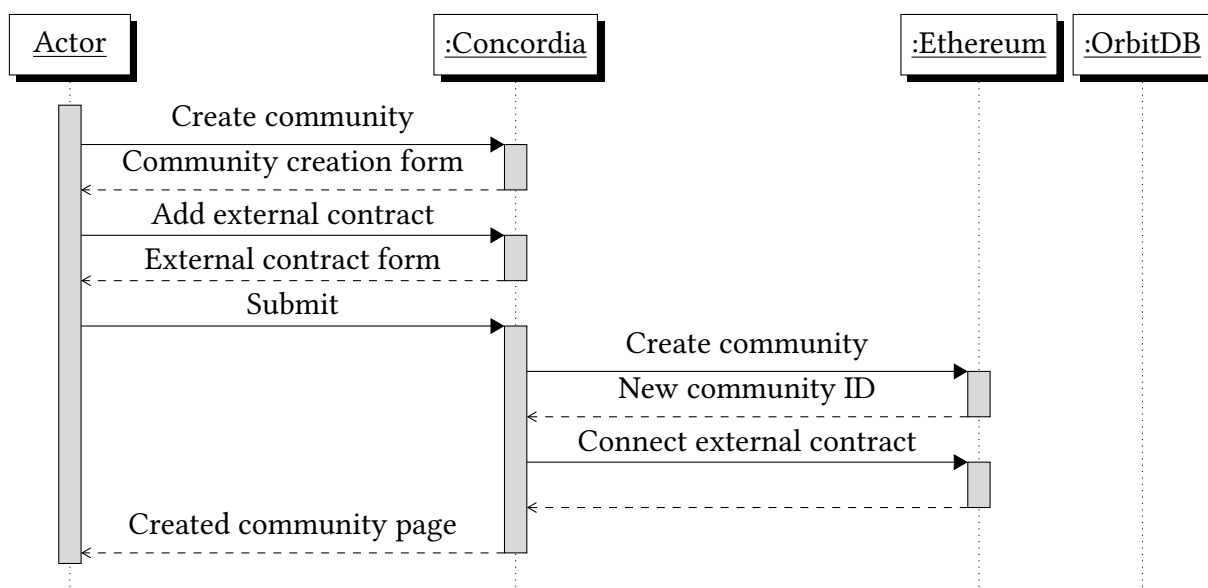 Actor
:Concordia
:Ethereum
:OrbitDB
Create community
Community creation form
Add external contract
External contract form
Submit
Create community
New community ID
Connect external contract
Created community page